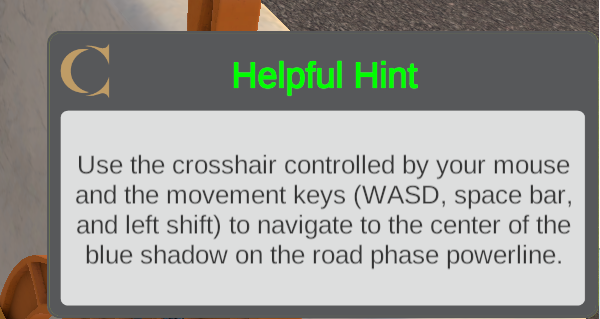 C
Helpful Hint
Use the crosshair controlled by your mouse
and the movement keys (WASD, space bar,
and left shift) to navigate to the center of the
blue shadow on the road phase powerline.